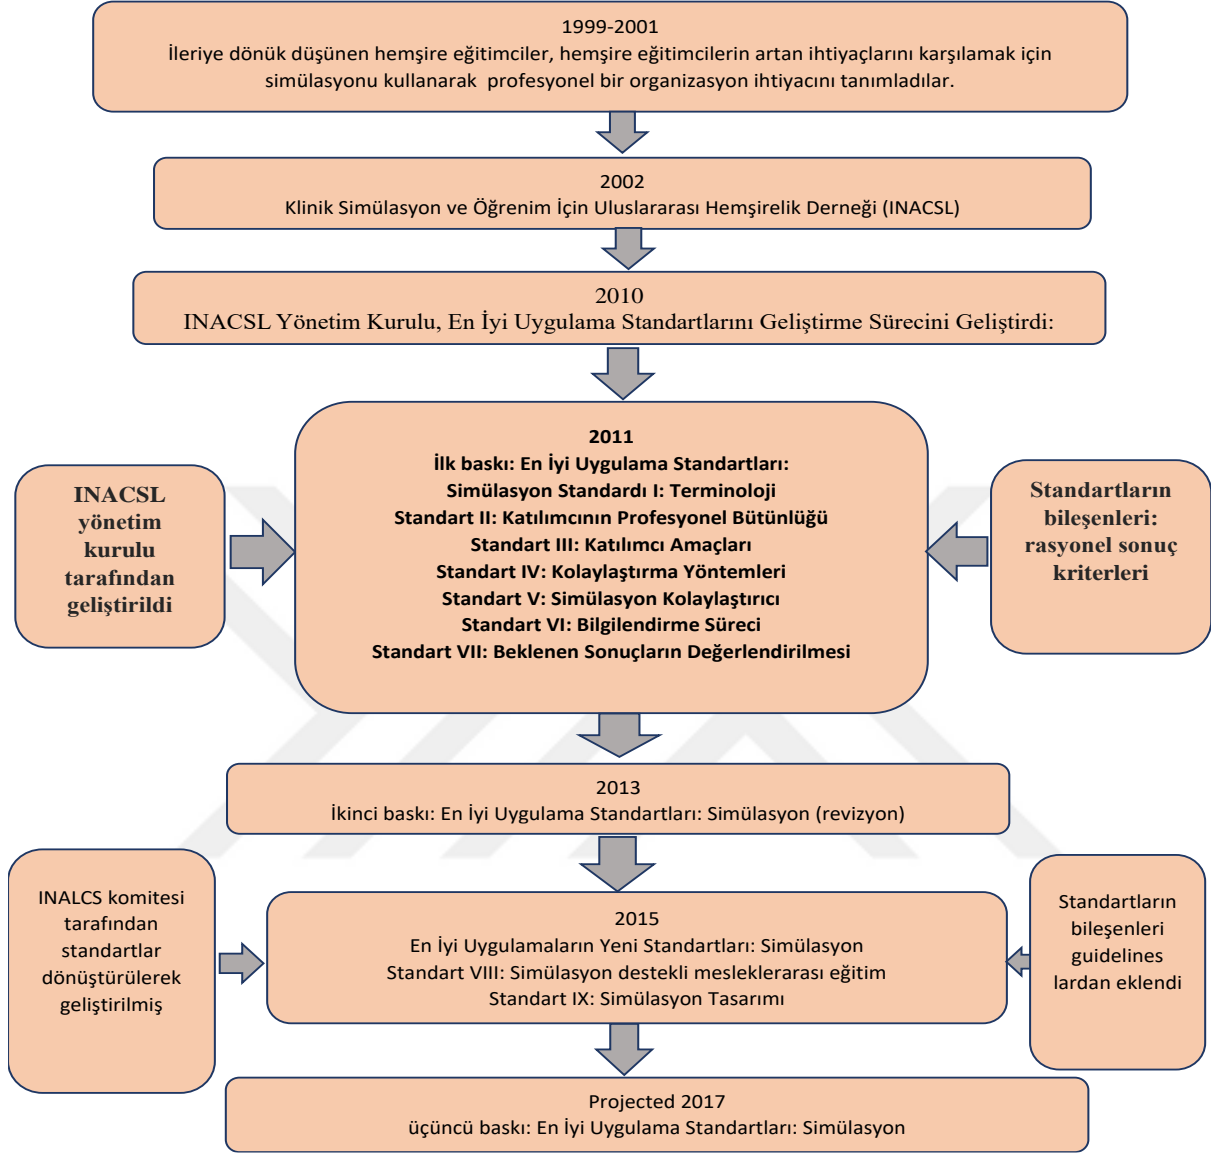 1999-2001
İleriye dönük düşünen hemşire eğitimciler, hemşire eğitimcilerin artan ihtiyaçlarını karşılamak için
simülasyonu kullanarak profesyonel bir organizasyon ihtiyacını tanımladılar.
2002
Klinik Simülasyon ve Öğrenim İçin Uluslararası Hemşirelik Derneği (INACSL)
2010
INACSL Yönetim Kurulu, En İyi Uygulama Standartlarını Geliştirme Sürecini Geliştirdi:
INACSL
yönetim
kurulu
tarafından
geliştirildi
2011
İlk baskı: En İyi Uygulama Standartları:
Simülasyon Standardı I: Terminoloji
Standart II: Katılımcının Profesyonel Bütünlüğü
Standart III: Katılımcı Amaçları
Standart IV: Kolaylaştırma Yöntemleri
Standart V: Simülasyon Kolaylaştırıcı
Standart VI: Bilgilendirme Süreci
Standart VII: Beklenen Sonuçların Değerlendirilmesi
Standartların
bileşenleri:
rasyonel sonuç
kriterleri
2013
İkinci baskı: En İyi Uygulama Standartları: Simülasyon (revizyon)
INALCS komitesi
tarafından
standartlar
dönüştürülerek
geliştirilmiş
2015
En İyi Uygulamaların Yeni Standartları: Simülasyon
Standart VIII: Simülasyon destekli mesleklerarası eğitim
Standart IX: Simülasyon Tasarımı
Standartların
bileşenleri
guidelines
lardan eklendi
Projected 2017
üçüncü baskı: En İyi Uygulama Standartları: Simülasyon